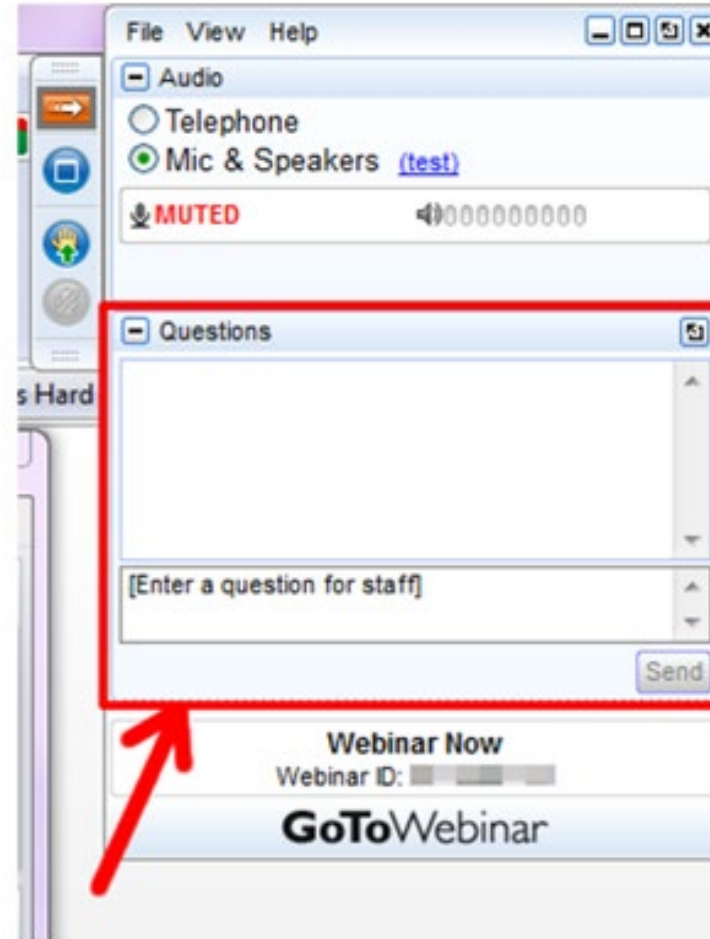 File View Help
Audio
Telephone
Mic & Speakers (test)
MUTED
s Hard
Questions
[Enter a question for staff]
Send
Webinar Now
Webinar ID:
GoToWebinar